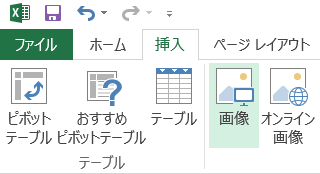 ファイル ホーム 挿入 ページ レイアウト
ピボット おすすめ テーブル 画像 オンライン
テーブル ピボットテーブル 画像
テーブル